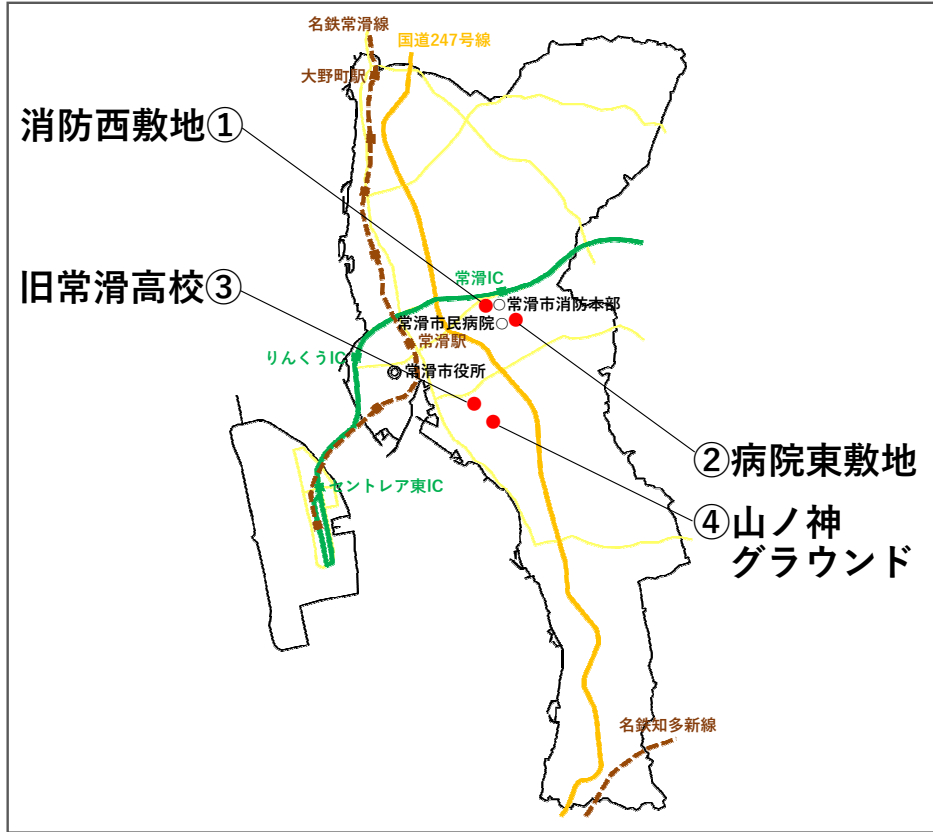 名鉄常滑線
国道247号線
大野町駅
消防西敷地①
常滑IC
旧常滑高校③
常滑市消防本部
常滑市民病院
常滑駅
りんくうIC
常滑市役所
②病院東敷地
セントレア東IC
④山ノ神
グラウンド
名鉄知多新線